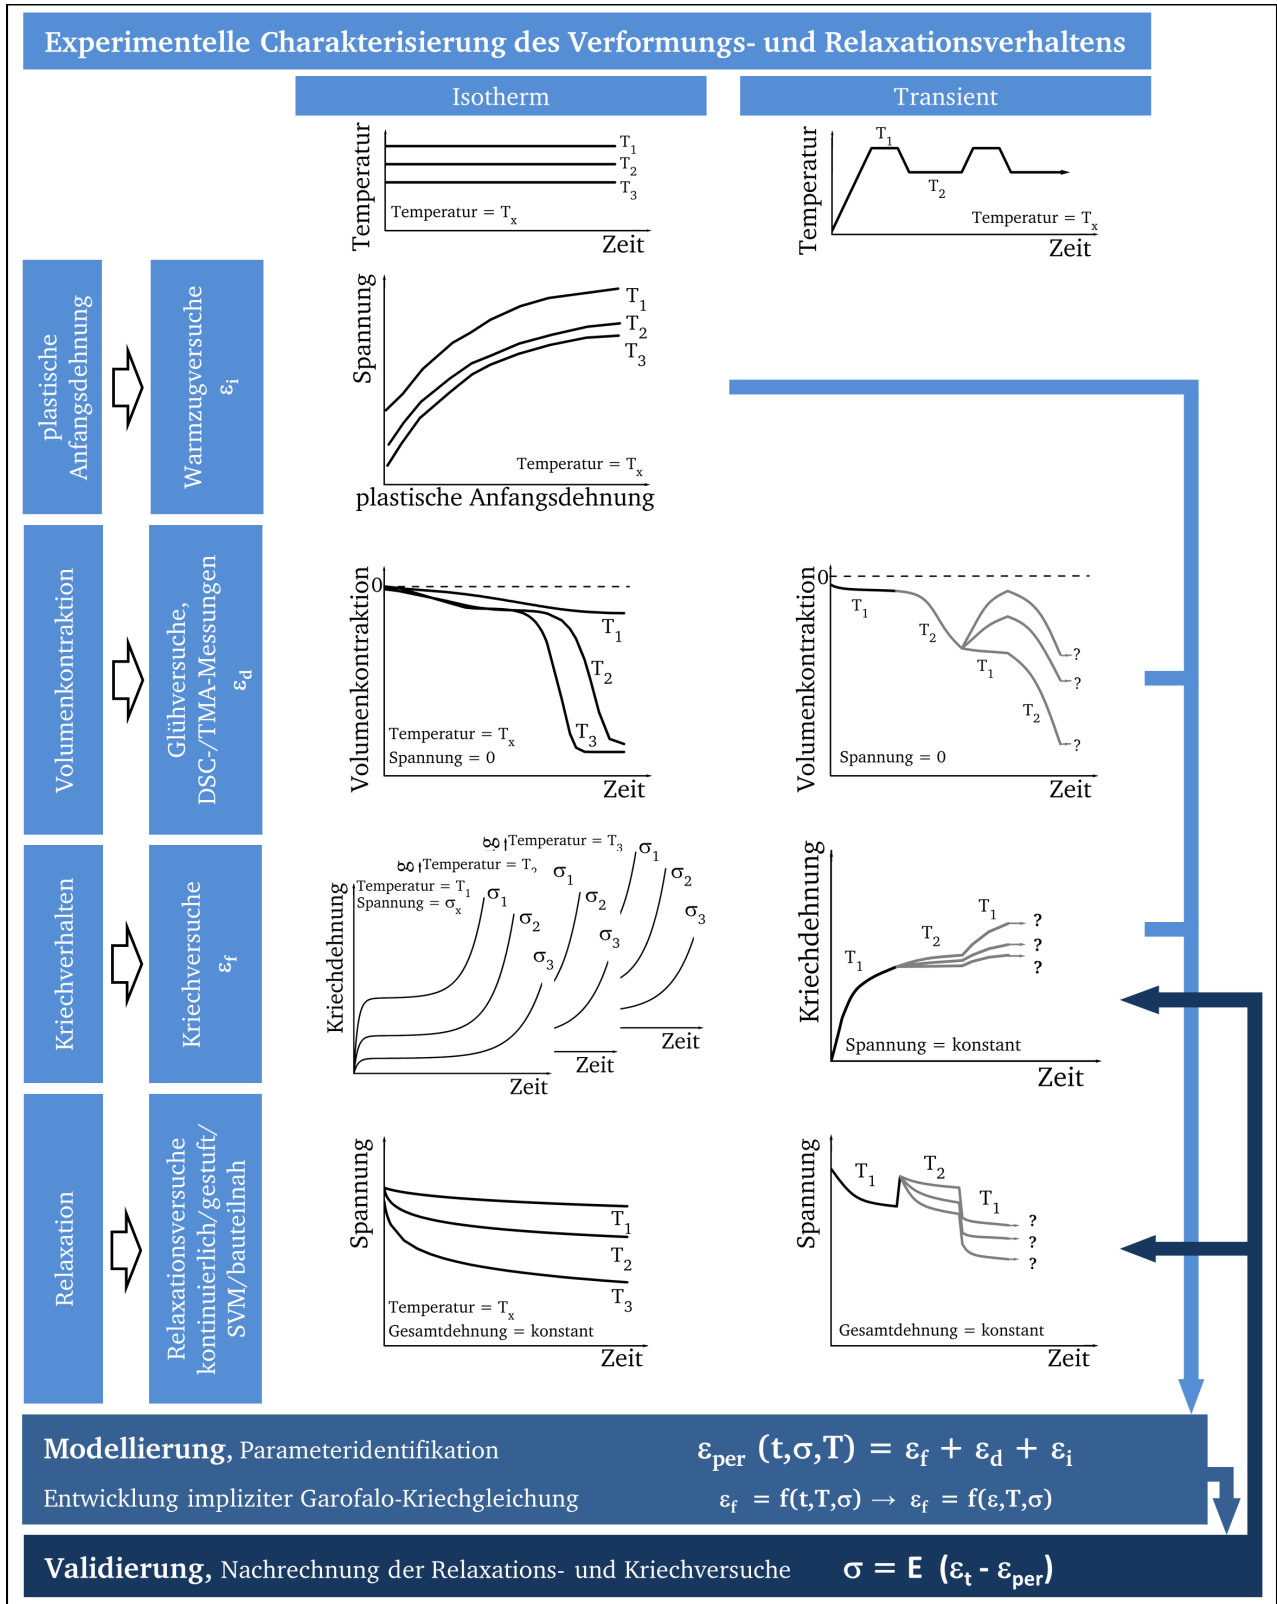 Experimentelle Charakterisierung des Verformungs- und Relaxationsverhaltens
Isotherm
Transient
Temperatur
T1
T2
T3
Temperatur = Tx
Zeit
Temperatur
T1
T2
Temperatur = Tx
Zeit
plastische
Anfangsdehnung
Warmzugversuche
εi
Spannung
T1
T2
T3
Temperatur = Tx
plastische Anfangsdehnung
Volumenkontraktion
Glühversuche,
DSC-/TMA-Messungen
εd
Volumenkontraktion
0
T1
T2
T3
Temperatur = Tx
Spannung = 0
Zeit
Volumenkontraktion
0
T1
T2
T1
T2
?
?
?
Spannung = 0
Zeit
Kriechverhalten
Kriechversuche
εf
Kriechdehnung
Temperatur = T1
Spannung = σx
σ1
σ2
σ3
Zeit
Temperatur = T2
σ1
σ2
σ3
Zeit
Temperatur = T3
σ1
σ2
σ3
Zeit
Kriechdehnung
T1
T2
T1
?
?
?
Spannung = konstant
Zeit
Relaxation
Relaxationsversuche
kontinuierlich/gestuft/
SVM/bauteilnah
Spannung
T1
T2
T3
Temperatur = Tx
Gesamtdehnung = konstant
Zeit
Spannung
T1
T2
T1
?
?
?
Gesamtdehnung = konstant
Zeit
Modellierung, Parameteridentifikation εper (t,σ,T) = εf + εd + εi
Entwicklung impliziter Garofalo-Kriechgleichung εf = f(t,T,σ) → εf = f(ε,T,σ)
Validierung, Nachrechnung der Relaxations- und Kriechversuche σ = E (εt - εper)